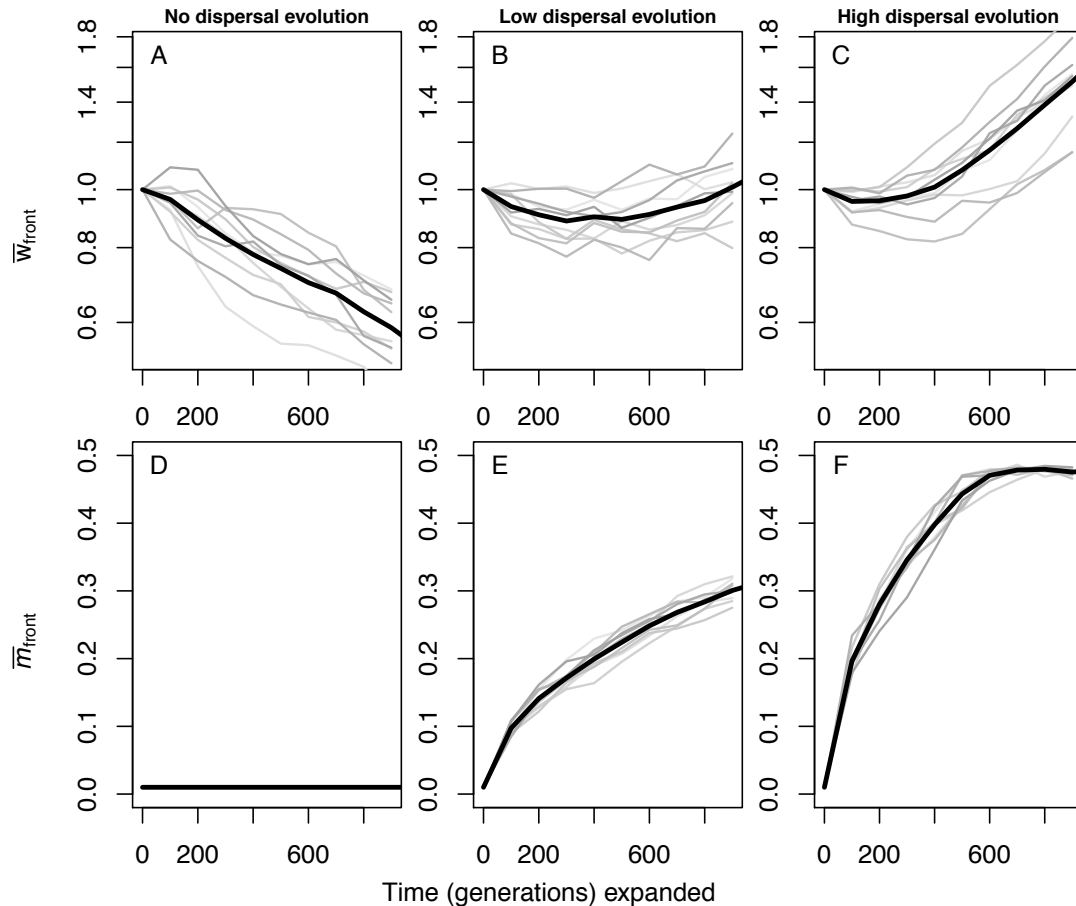 No dispersal evolution
Low dispersal evolution
High dispersal evolution
w̅front
A
0.6 0.8 1.0 1.4 1.8
0 200 600
B
0.6 0.8 1.0 1.4 1.8
0 200 600
C
0.6 0.8 1.0 1.4 1.8
0 200 600
m̅front
D
0.0 0.1 0.2 0.3 0.4 0.5
0 200 600
E
0.0 0.1 0.2 0.3 0.4 0.5
0 200 600
F
0.0 0.1 0.2 0.3 0.4 0.5
0 200 600
Time (generations) expanded